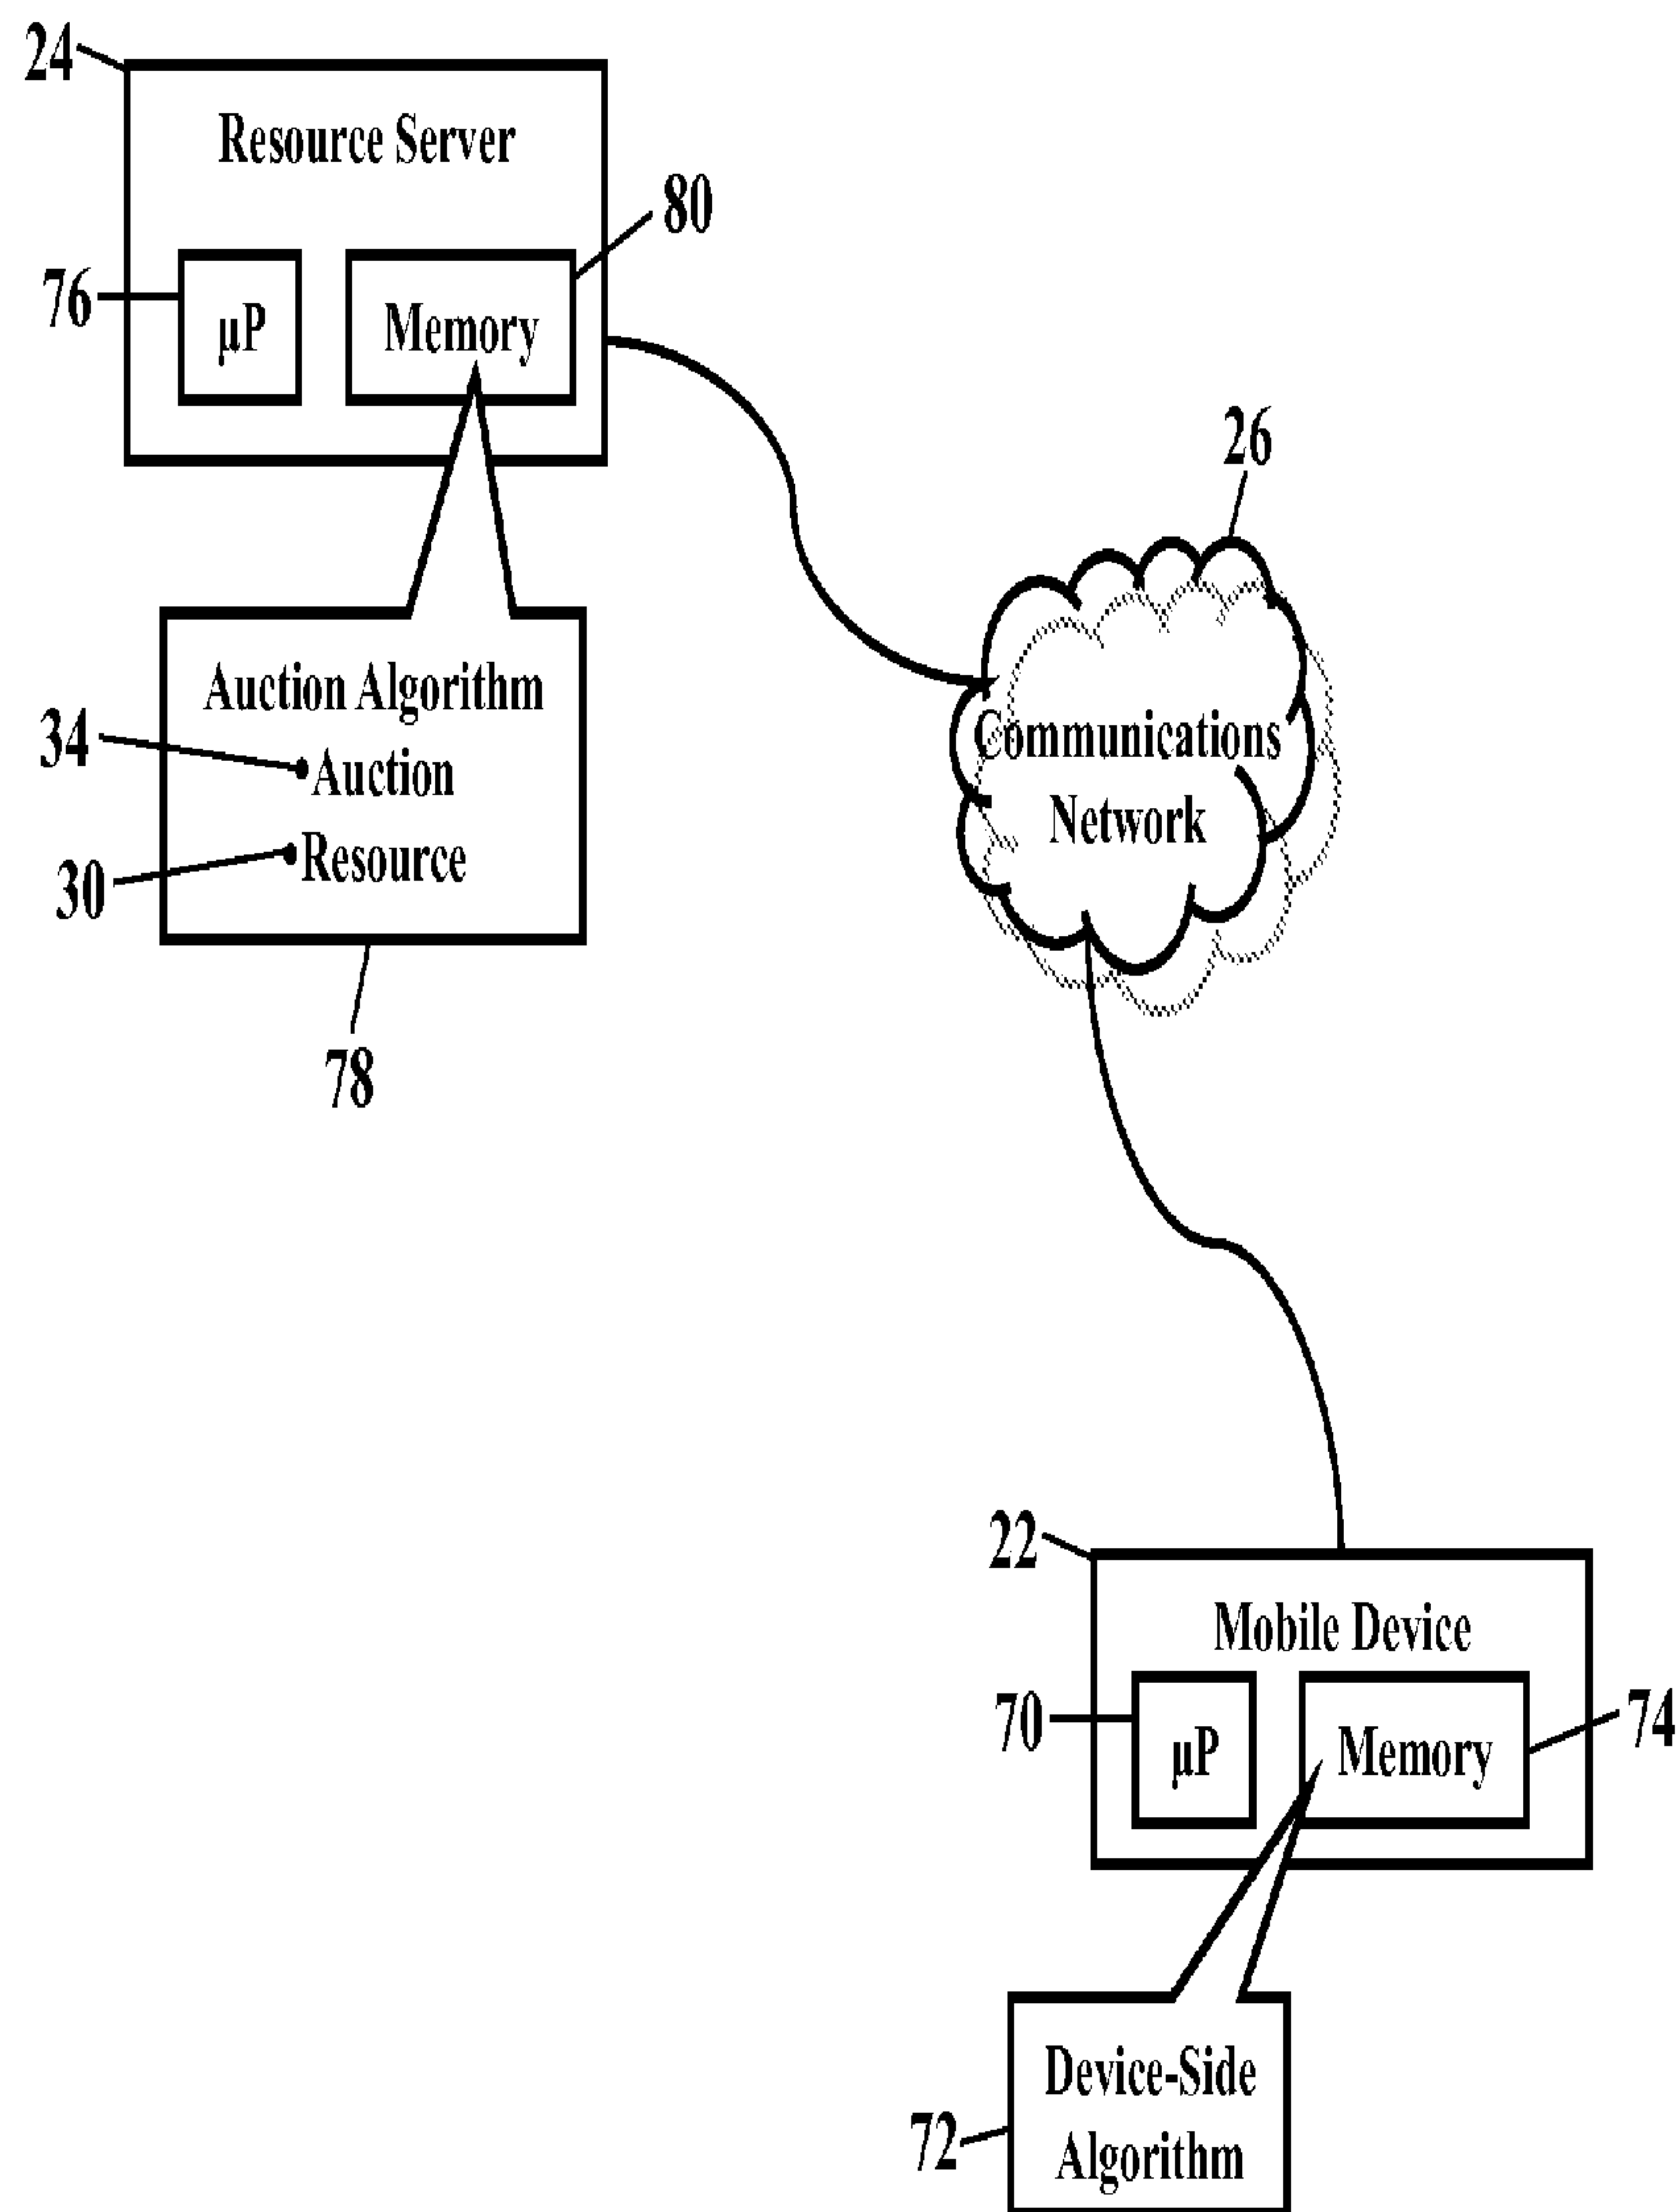 24
Resource Server
80
76
µP
Memory
26
Auction Algorithm
34
•Auction
Communications
Network
30
•Resource
78
22
Mobile Device
70
µP
Memory
74
Device-Side
72
Algorithm